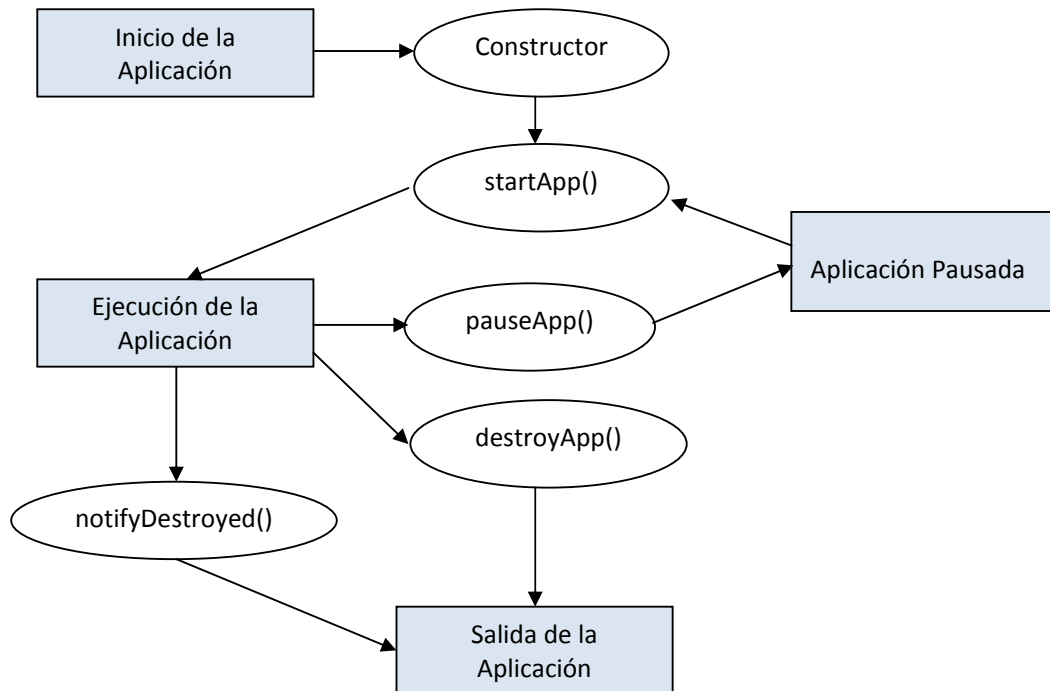 Inicio de la
Aplicación
Constructor
startApp()
Aplicación Pausada
Ejecución de la
Aplicación
pauseApp()
destroyApp()
notifyDestroyed()
Salida de la
Aplicación